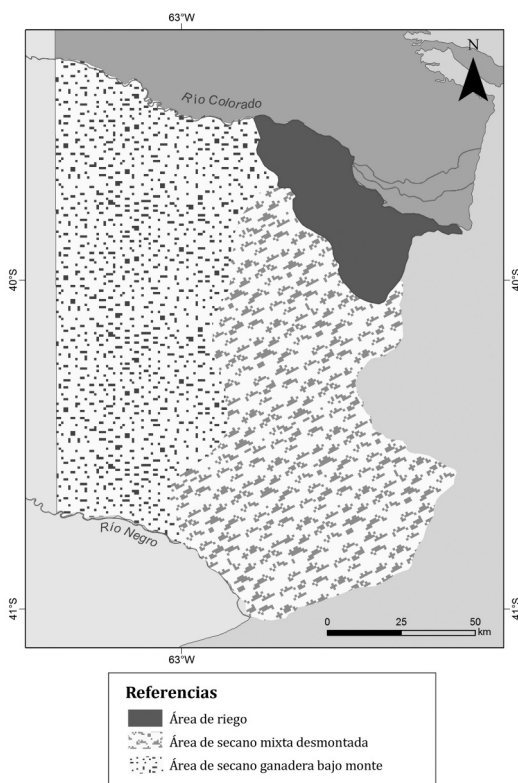 63°W
N
Río Colorado
40°S
40°S
Río Negro
41°S
41°S
0 25 50
km
63°W
Referencias
Área de riego
Área de secano mixta desmontada
Área de secano ganadera bajo monte